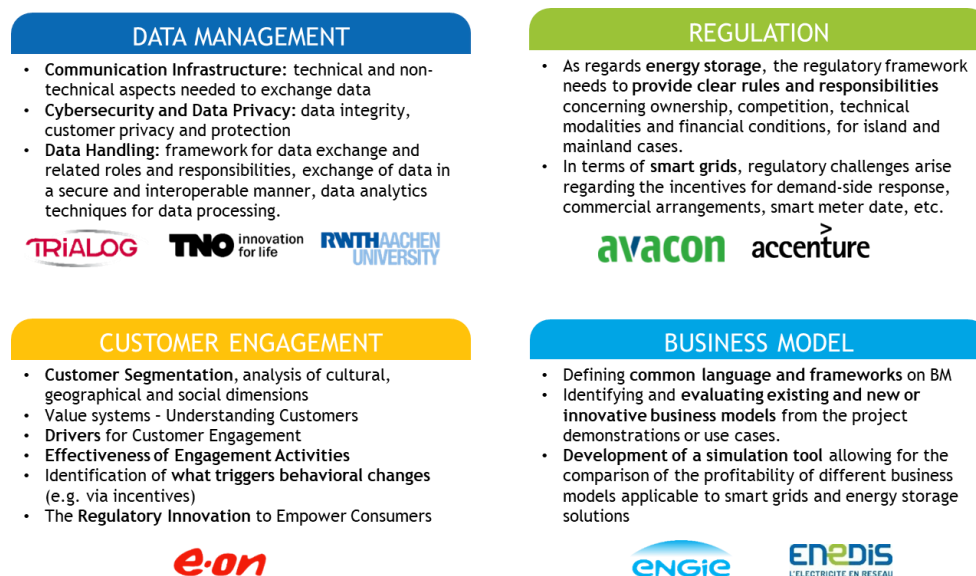 DATA MANAGEMENT
• Communication Infrastructure: technical and non-
technical aspects needed to exchange data
• Cybersecurity and Data Privacy: data integrity,
customer privacy and protection
• Data Handling: framework for data exchange and
related roles and responsibilities, exchange of data in
a secure and interoperable manner, data analytics
techniques for data processing.
TRIALOG
TNO innovation
for life
RWTHAACHEN
UNIVERSITY
REGULATION
• As regards energy storage, the regulatory framework
needs to provide clear rules and responsibilities
concerning ownership, competition, technical
modalities and financial conditions, for island and
mainland cases.
• In terms of smart grids, regulatory challenges arise
regarding the incentives for demand-side response,
commercial arrangements, smart meter date, etc.
avacon
>
accenture
CUSTOMER ENGAGEMENT
• Customer Segmentation, analysis of cultural,
geographical and social dimensions
• Value systems – Understanding Customers
• Drivers for Customer Engagement
• Effectiveness of Engagement Activities
• Identification of what triggers behavioral changes
(e.g. via incentives)
• The Regulatory Innovation to Empower Consumers
e·on
BUSINESS MODEL
• Defining common language and frameworks on BM
• Identifying and evaluating existing and new or
innovative business models from the project
demonstrations or use cases.
• Development of a simulation tool allowing for the
comparison of the profitability of different business
models applicable to smart grids and energy storage
solutions
ENGIE
ENEDIS
L'ELECTRICITE EN RESEAU